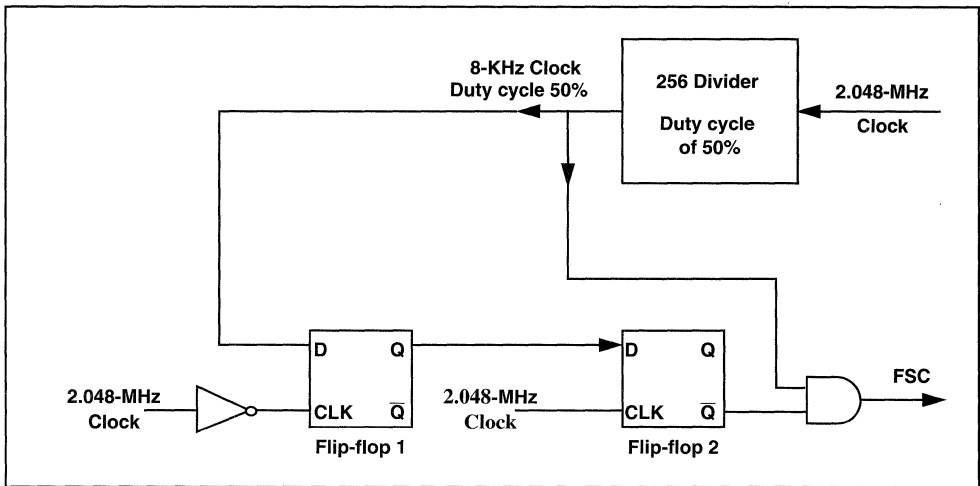 8-KHz Clock
Duty cycle 50%
256 Divider
Duty cycle
of 50%
2.048-MHz
Clock
D
Q
CLK
Q̅
Flip-flop 1
2.048-MHz
Clock
D
Q
CLK
Q̅
Flip-flop 2
2.048-MHz
Clock
FSC